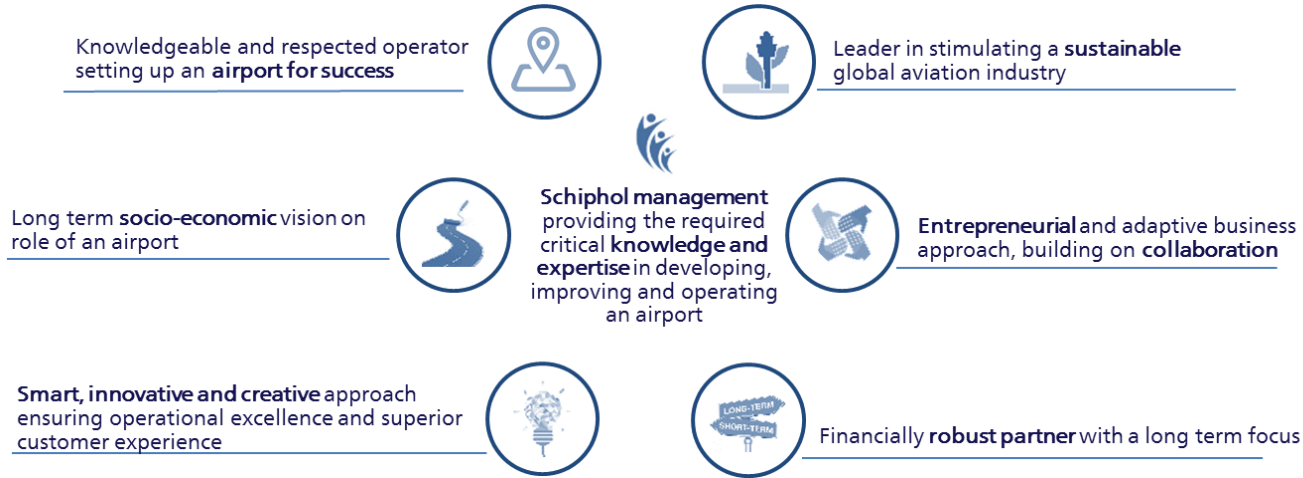 Knowledgeable and respected operator
setting up an airport for success
Leader in stimulating a sustainable
global aviation industry
Long term socio-economic vision on
role of an airport
Schiphol management
providing the required
critical knowledge and
expertise in developing,
improving and operating
an airport
Entrepreneurial and adaptive business
approach, building on collaboration
Smart, innovative and creative approach
ensuring operational excellence and superior
customer experience
LONG-TERM
SHORT-TERM
Financially robust partner with a long term focus